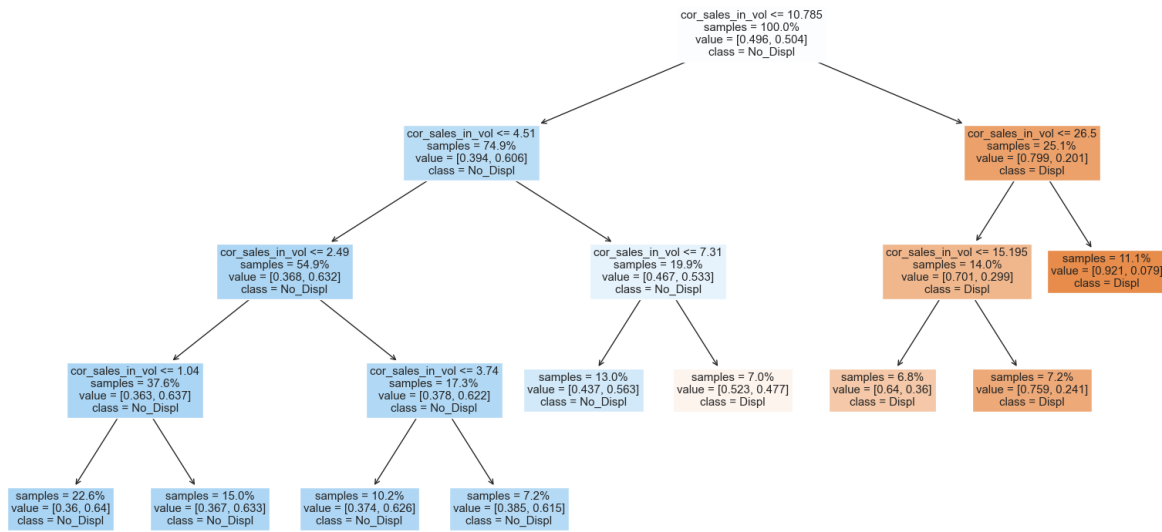 cor_sales_in_vol <= 10.785
samples = 100.0%
value = [0.496, 0.504]
class = No_Displ
cor_sales_in_vol <= 4.51
samples = 74.9%
value = [0.394, 0.606]
class = No_Displ
cor_sales_in_vol <= 26.5
samples = 25.1%
value = [0.799, 0.201]
class = Displ
cor_sales_in_vol <= 2.49
samples = 54.9%
value = [0.368, 0.632]
class = No_Displ
cor_sales_in_vol <= 7.31
samples = 19.9%
value = [0.467, 0.533]
class = No_Displ
cor_sales_in_vol <= 15.195
samples = 14.0%
value = [0.701, 0.299]
class = Displ
samples = 11.1%
value = [0.921, 0.079]
class = Displ
cor_sales_in_vol <= 1.04
samples = 37.6%
value = [0.363, 0.637]
class = No_Displ
cor_sales_in_vol <= 3.74
samples = 17.3%
value = [0.378, 0.622]
class = No_Displ
samples = 13.0%
value = [0.437, 0.563]
class = No_Displ
samples = 7.0%
value = [0.523, 0.477]
class = Displ
samples = 6.8%
value = [0.64, 0.36]
class = Displ
samples = 7.2%
value = [0.759, 0.241]
class = Displ
samples = 22.6%
value = [0.36, 0.64]
class = No_Displ
samples = 15.0%
value = [0.367, 0.633]
class = No_Displ
samples = 10.2%
value = [0.374, 0.626]
class = No_Displ
samples = 7.2%
value = [0.385, 0.615]
class = No_Displ